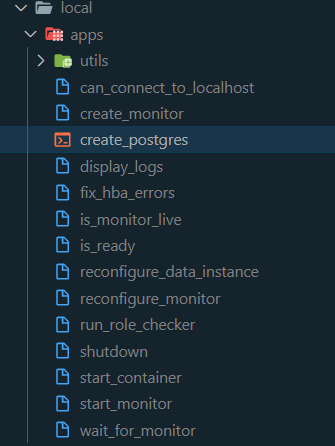 local
apps
utils
can_connect_to_localhost
create_monitor
create_postgres
display_logs
fix_hba_errors
is_monitor_live
is_ready
reconfigure_data_instance
reconfigure_monitor
run_role_checker
shutdown
start_container
start_monitor
wait_for_monitor